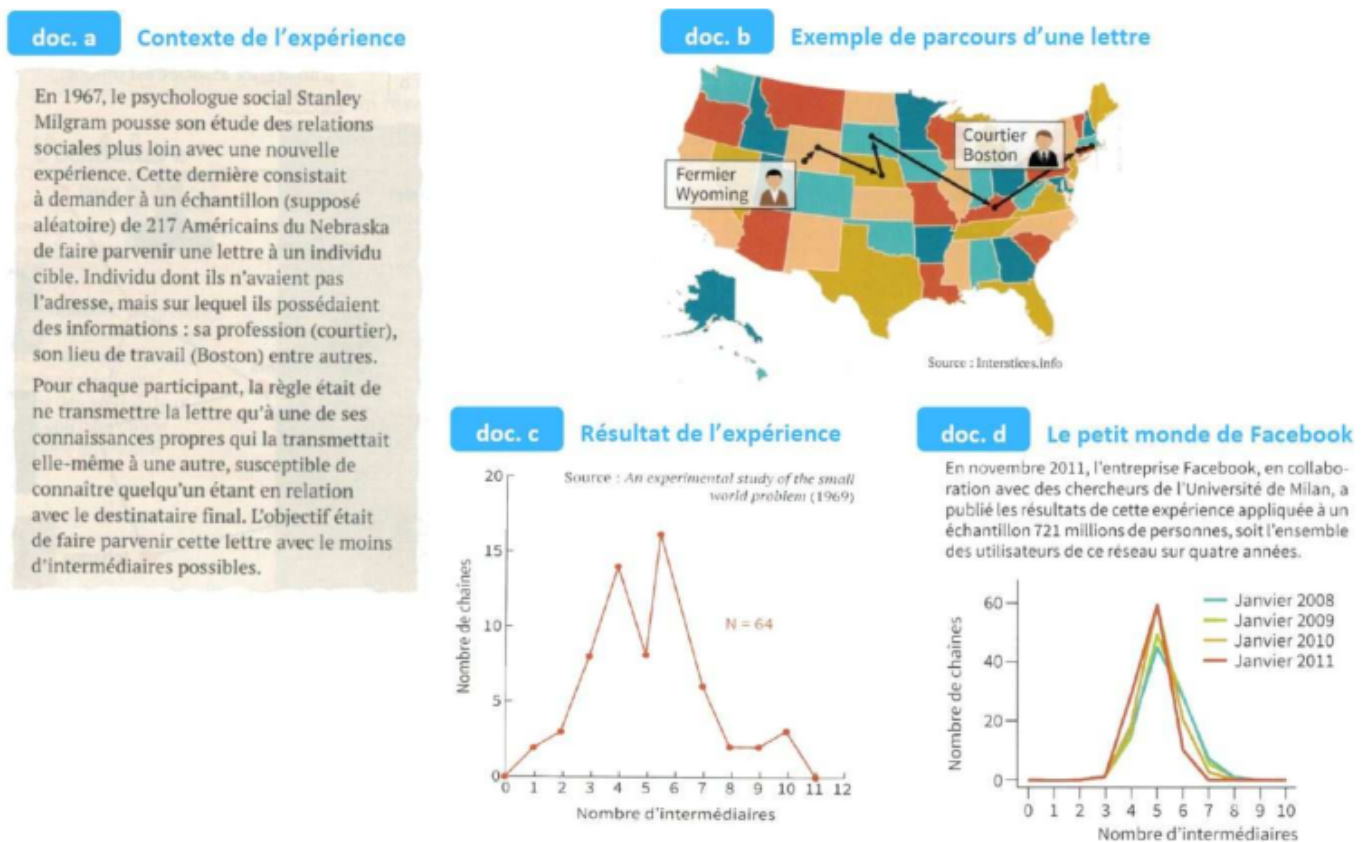 doc. a Contexte de l'expérience
En 1967, le psychologue social Stanley
Milgram pousse son étude des relations
sociales plus loin avec une nouvelle
expérience. Cette dernière consistait
à demander à un échantillon (supposé
aléatoire) de 217 Américains du Nebraska
de faire parvenir une lettre à un individu
cible. Individu dont ils n'avaient pas
l'adresse, mais sur lequel ils possédaient
des informations : sa profession (courtier),
son lieu de travail (Boston) entre autres.
Pour chaque participant, la règle était de
ne transmettre la lettre qu'à une de ses
connaissances propres qui la transmettait
elle-même à une autre, susceptible de
connaître quelqu'un étant en relation
avec le destinataire final. L'objectif était
de faire parvenir cette lettre avec le moins
d'intermédiaires possibles.
doc. b Exemple de parcours d'une lettre
Fermier
Wyoming
Courtier
Boston
Source : Interstices.info
doc. c Résultat de l'expérience
Source : An experimental study of the small
world problem (1969)
Nombre de chaînes
20
15
10
5
0
N = 64
0 1 2 3 4 5 6 7 8 9 10 11 12
Nombre d'intermédiaires
doc. d Le petit monde de Facebook
En novembre 2011, l'entreprise Facebook, en collabo-
ration avec des chercheurs de l'Université de Milan, a
publié les résultats de cette expérience appliquée à un
échantillon 721 millions de personnes, soit l'ensemble
des utilisateurs de ce réseau sur quatre années.
Nombre de chaînes
60
40
20
0
Janvier 2008
Janvier 2009
Janvier 2010
Janvier 2011
0 1 2 3 4 5 6 7 8 9 10
Nombre d'intermédiaires